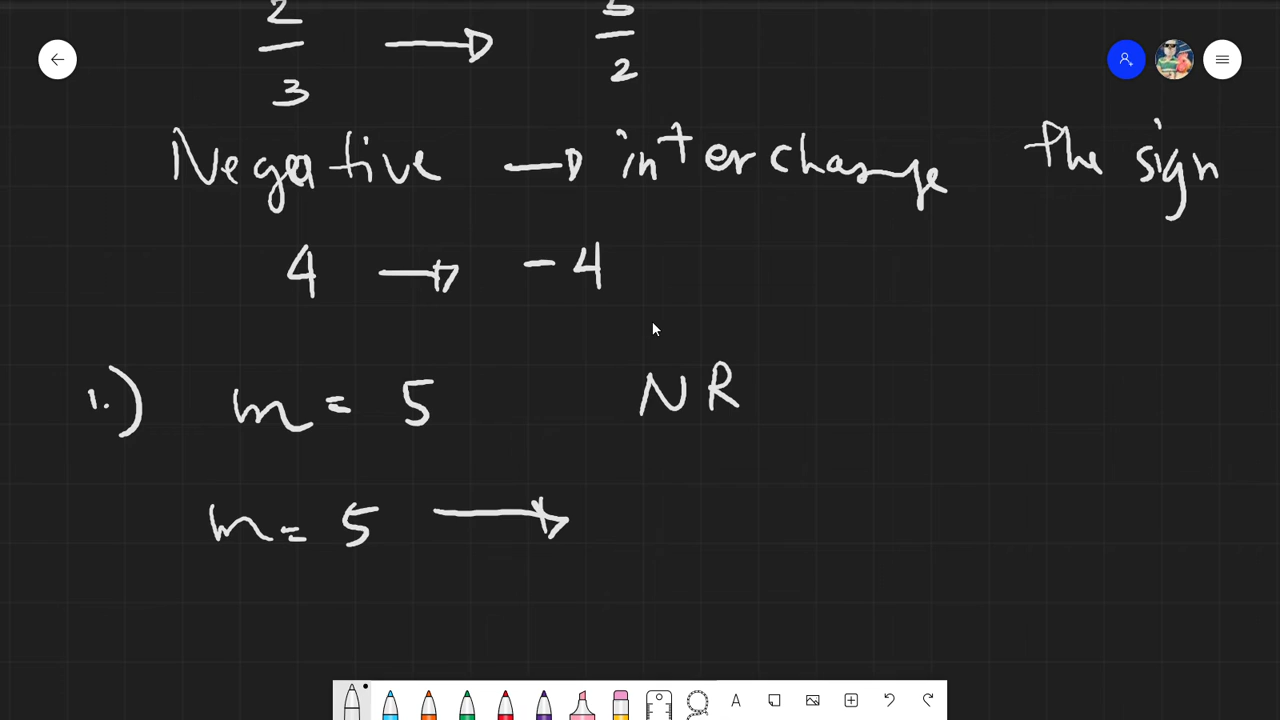 2/3 → 3/2
Negative → interchange the sign
4 → -4
1.) m = 5 NR
m = 5 →
A